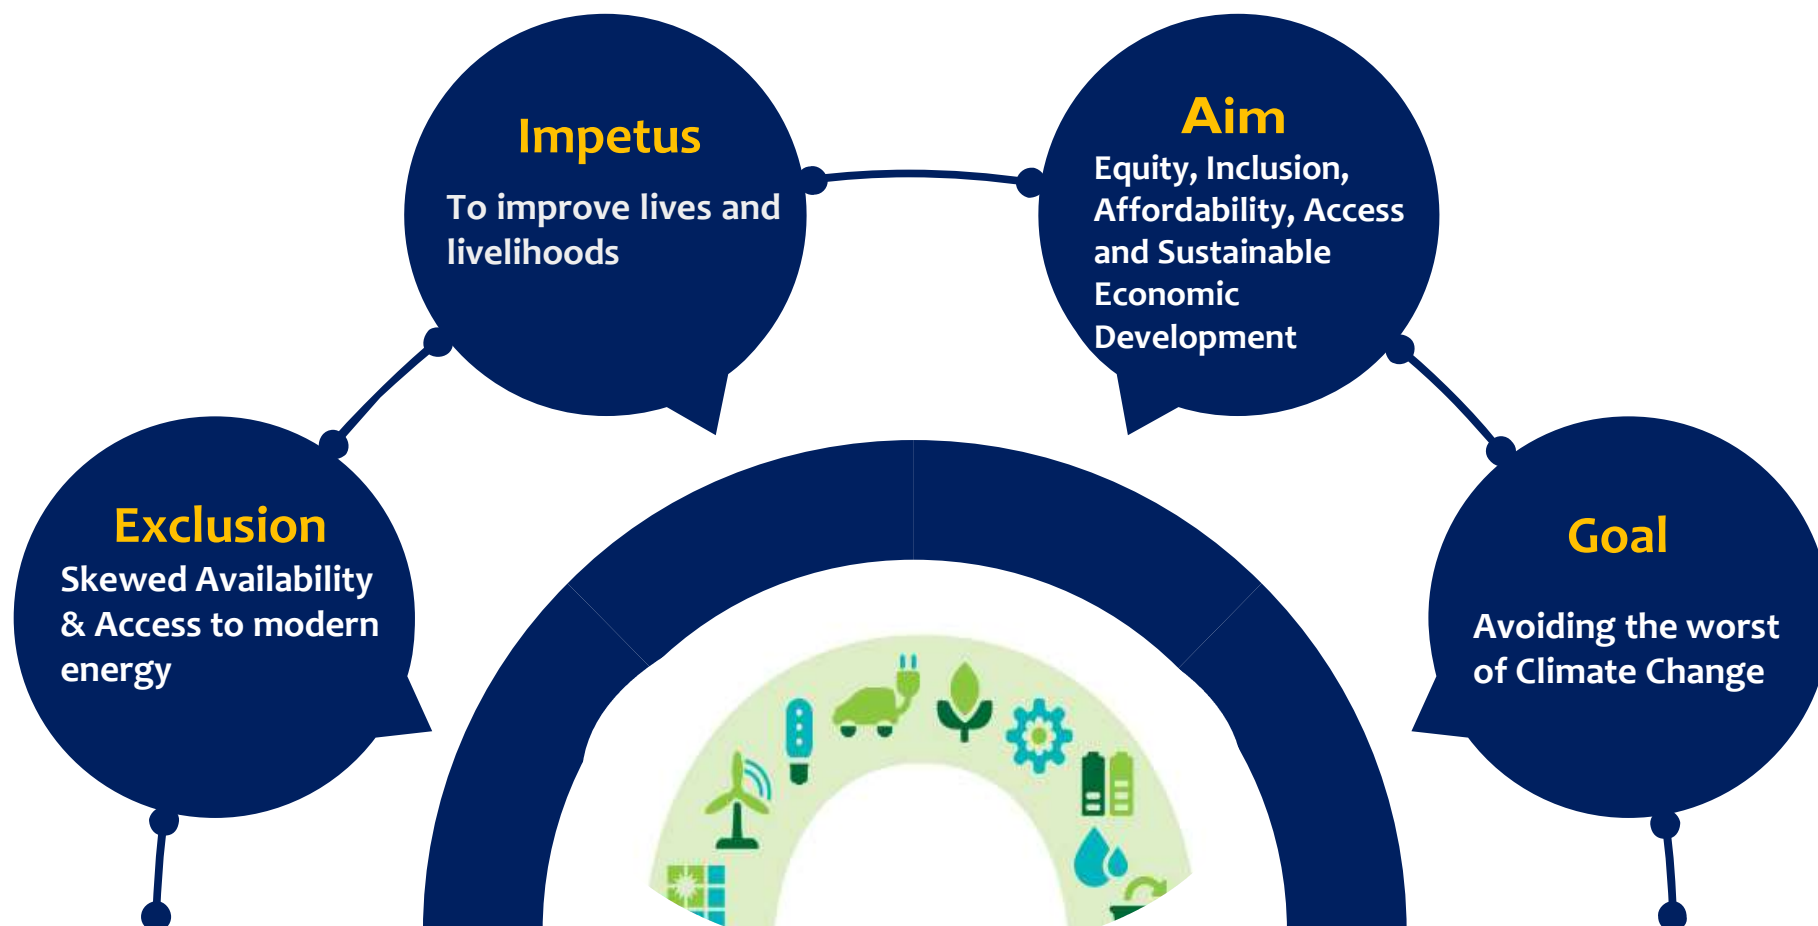 Exclusion
Skewed Availability
& Access to modern
energy
Impetus
To improve lives and
livelihoods
Aim
Equity, Inclusion,
Affordability, Access
and Sustainable
Economic
Development
Goal
Avoiding the worst
of Climate Change